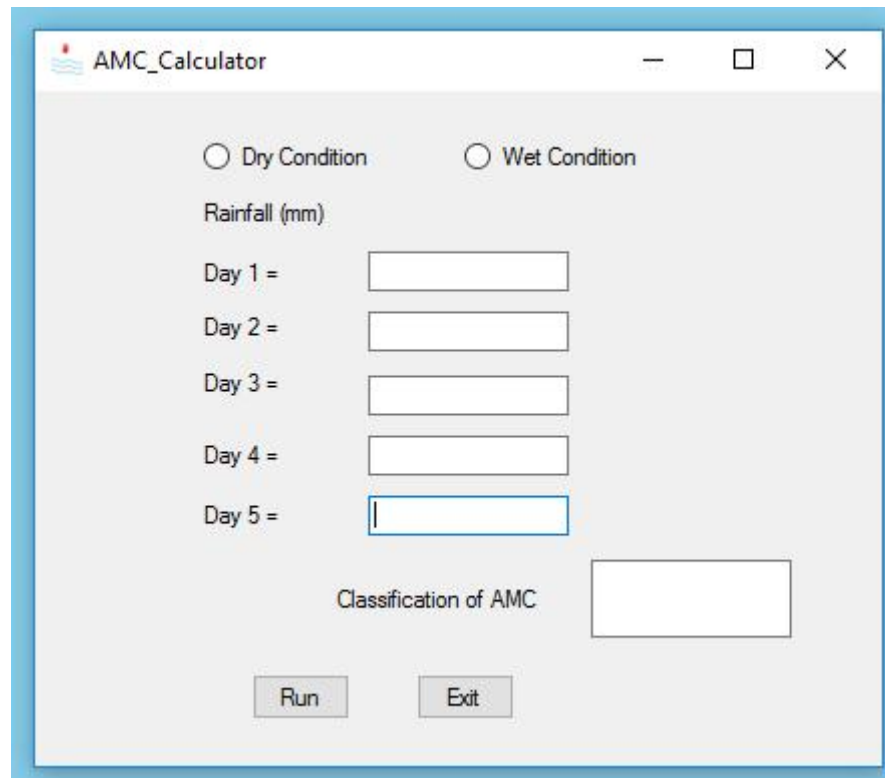 AMC_Calculator
Dry Condition Wet Condition
Rainfall (mm)
Day 1 =
Day 2 =
Day 3 =
Day 4 =
Day 5 =
Classification of AMC
Run Exit